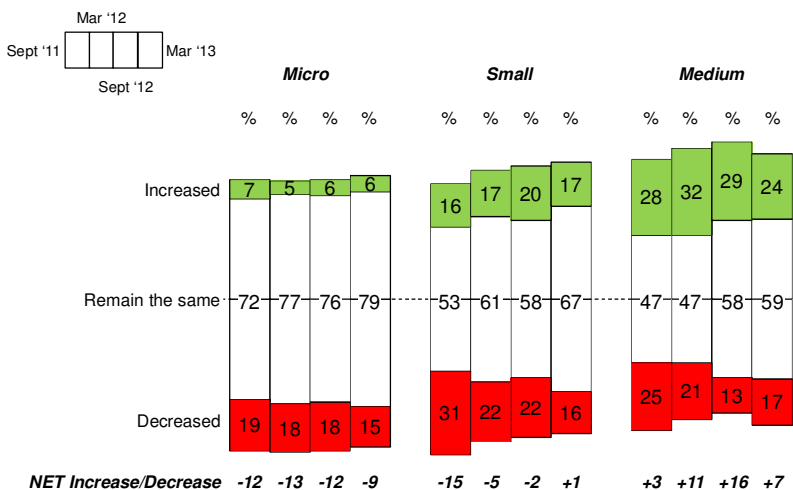 Mar ‘12
Sept ‘11 Mar ‘13
Sept ‘12
Micro Small Medium
% % % % % % % % % % % %
Increased 7 5 6 6 16 17 20 17 28 32 29 24
Remain the same 72 77 76 79 53 61 58 67 47 47 58 59
Decreased 19 18 18 15 31 22 22 16 25 21 13 17
NET Increase/Decrease -12 -13 -12 -9 -15 -5 -2 +1 +3 +11 +16 +7